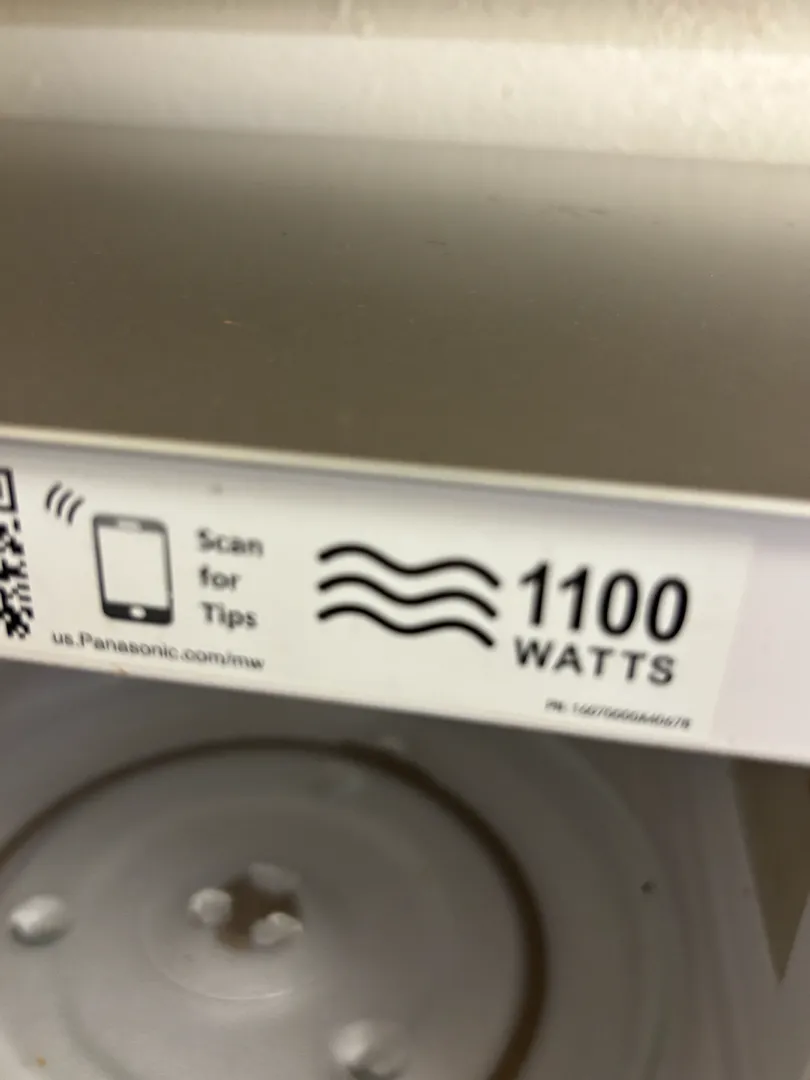 Scan
for
Tips
us.Panasonic.com/mw
1100
WATTS